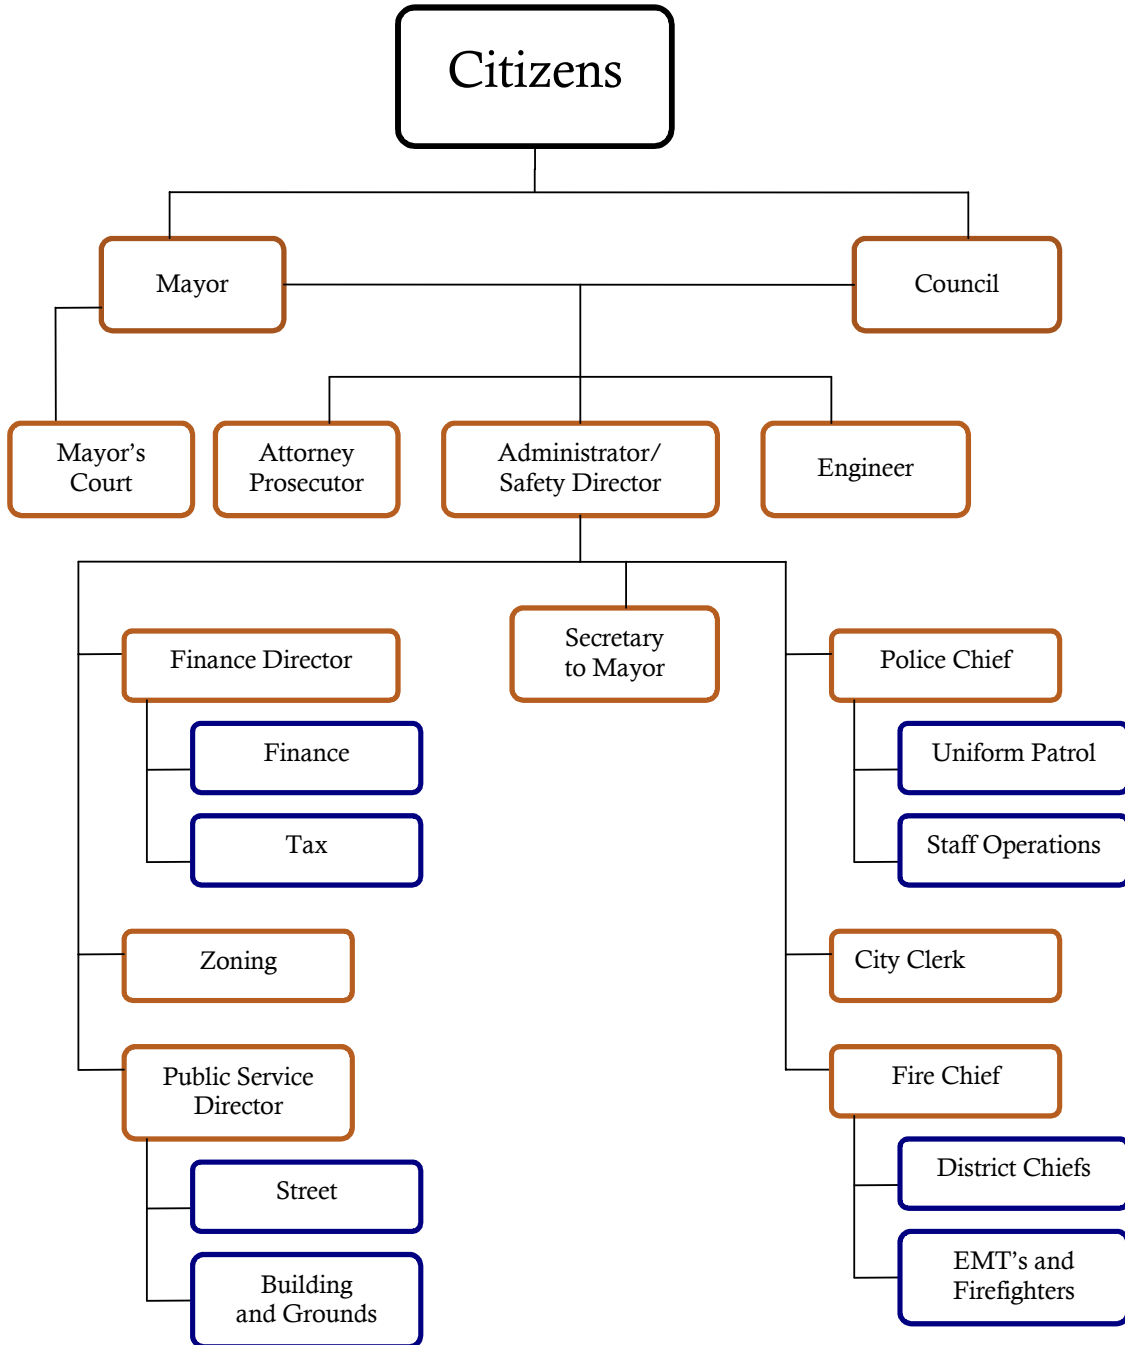 Citizens
Mayor
Council
Mayor’s
Court
Attorney
Prosecutor
Administrator/
Safety Director
Engineer
Finance Director
Secretary
to Mayor
Police Chief
Finance
Uniform Patrol
Tax
Staff Operations
Zoning
City Clerk
Public Service
Director
Fire Chief
Street
District Chiefs
Building
and Grounds
EMT’s and
Firefighters